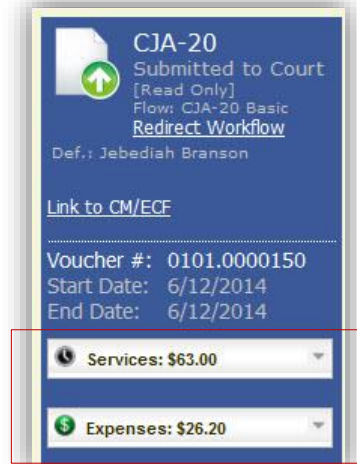 CJA-20
Submitted to Court
[Read Only]
Flow: CJA-20 Basic
Redirect Workflow
Def.: Jebediah Branson
Link to CM/ECF
Voucher #: 0101.0000150
Start Date: 6/12/2014
End Date: 6/12/2014
Services: $63.00
$ Expenses: $26.20